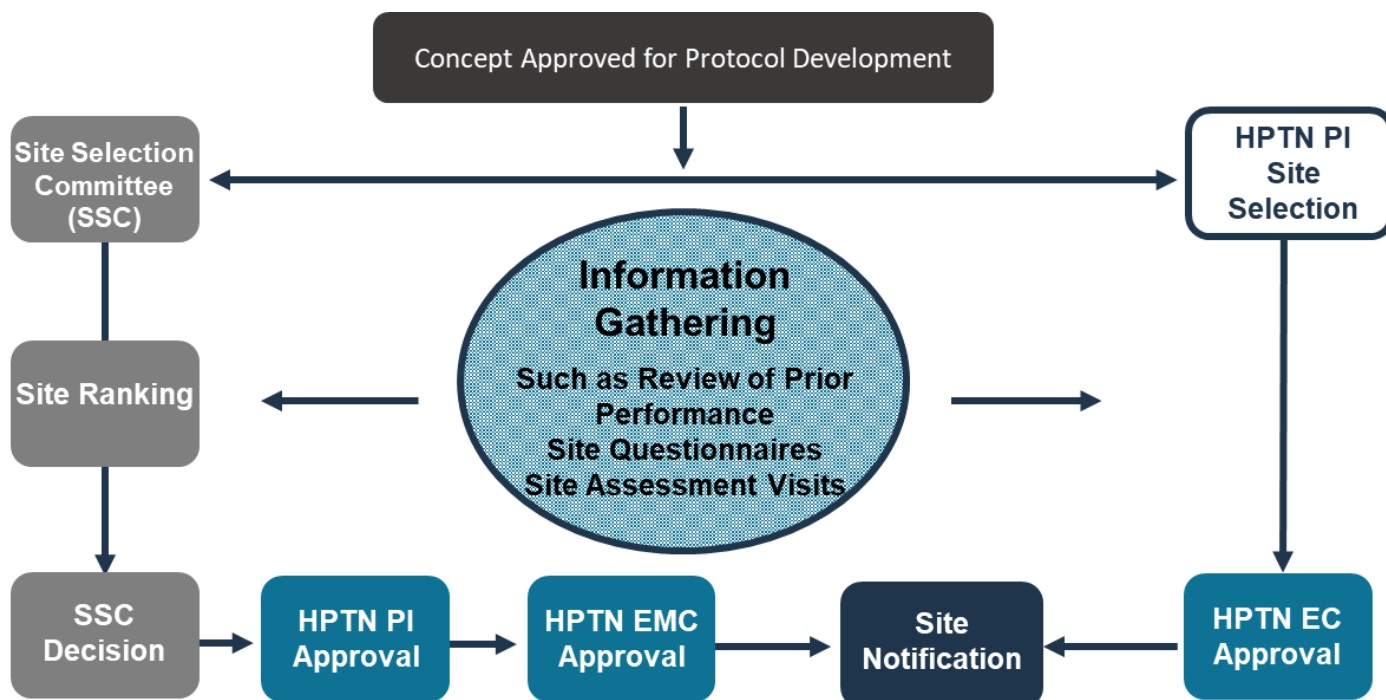 Concept Approved for Protocol Development
Site Selection
Committee
(SSC)
HPTN PI
Site
Selection
Information
Gathering
Such as Review of Prior
Performance
Site Questionnaires
Site Assessment Visits
Site Ranking
SSC
Decision
HPTN PI
Approval
HPTN EMC
Approval
Site
Notification
HPTN EC
Approval